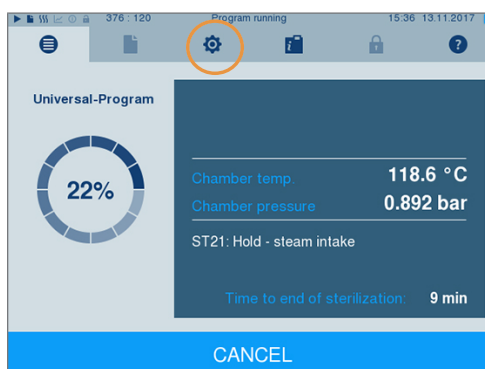 376 : 120 Program running 15:36 13.11.2017
i
?
Universal-Program
22%
Chamber temp. 118.6 °C
Chamber pressure 0.892 bar
ST21: Hold - steam intake
Time to end of sterilization: 9 min
CANCEL